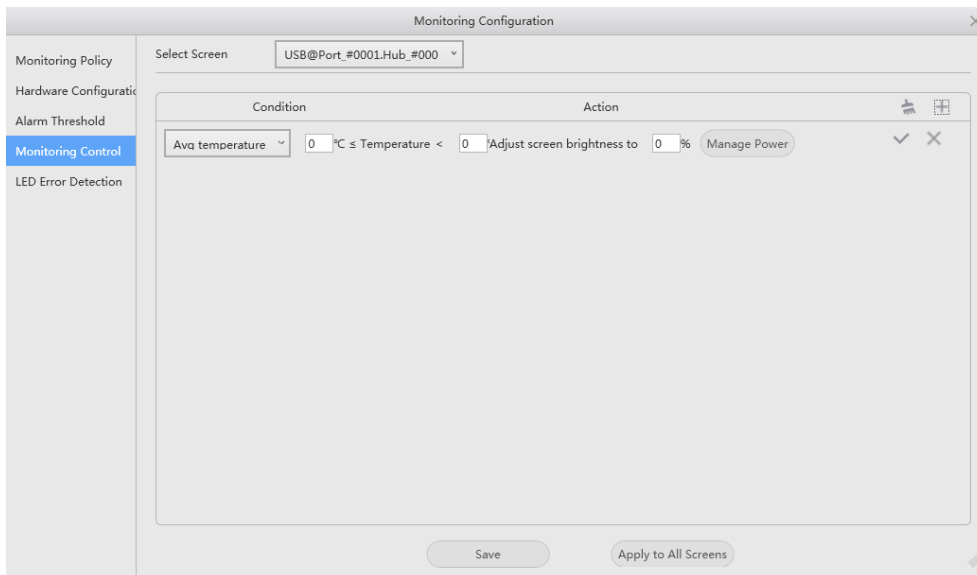 Monitoring Configuration
Monitoring Policy
Hardware Configuratic
Alarm Threshold
Monitoring Control
LED Error Detection
Select Screen USB@Port_#0001.Hub_#000
Condition Action
Avg temperature 0 ℃ ≤ Temperature < 0 Adjust screen brightness to 0 % Manage Power
Save Apply to All Screens